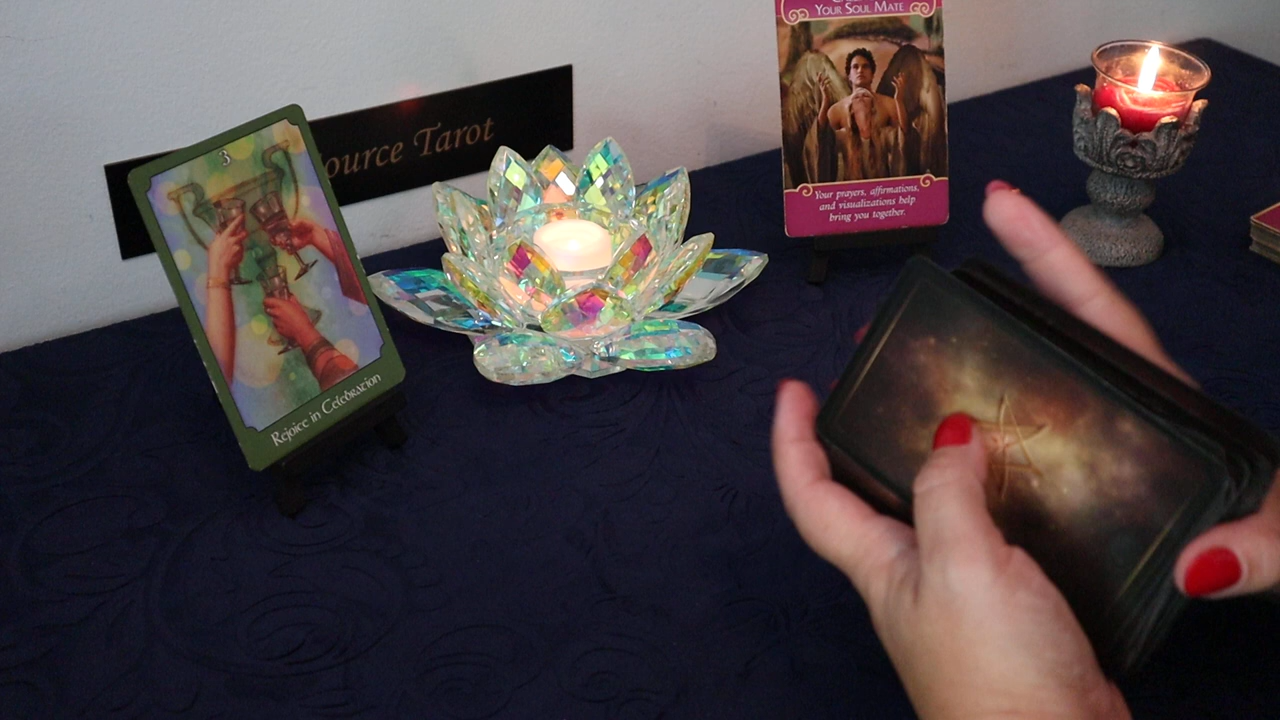 3
Rejoice in Celebration
ource Tarot
Your Soul Mate
Your prayers, affirmations,
and visualizations help
bring you together.